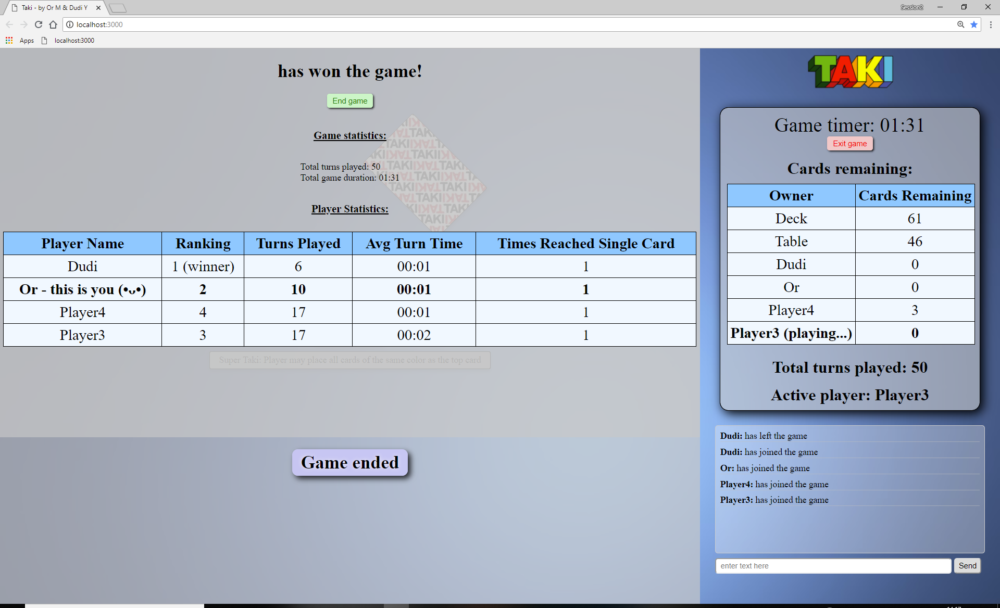 Taki - by Or M & Dudi Y
Session2
localhost:3000
Apps
localhost:3000
has won the game!
End game
Game statistics:
Total turns played: 50
Total game duration: 01:31
Player Statistics:
Player Name Ranking Turns Played Avg Turn Time Times Reached Single Card
Dudi 1 (winner) 6 00:01 1
Or - this is you (•ᴗ•) 2 10 00:01 1
Player4 4 17 00:01 1
Player3 3 17 00:02 1
Super Taki: Player may place all cards of the same color as the top card
Game ended
TAKI
Game timer: 01:31
Exit game
Cards remaining:
Owner Cards Remaining
Deck 61
Table 46
Dudi 0
Or 0
Player4 3
Player3 (playing...) 0
Total turns played: 50
Active player: Player3
Dudi: has left the game
Dudi: has joined the game
Or: has joined the game
Player4: has joined the game
Player3: has joined the game
enter text here
Send